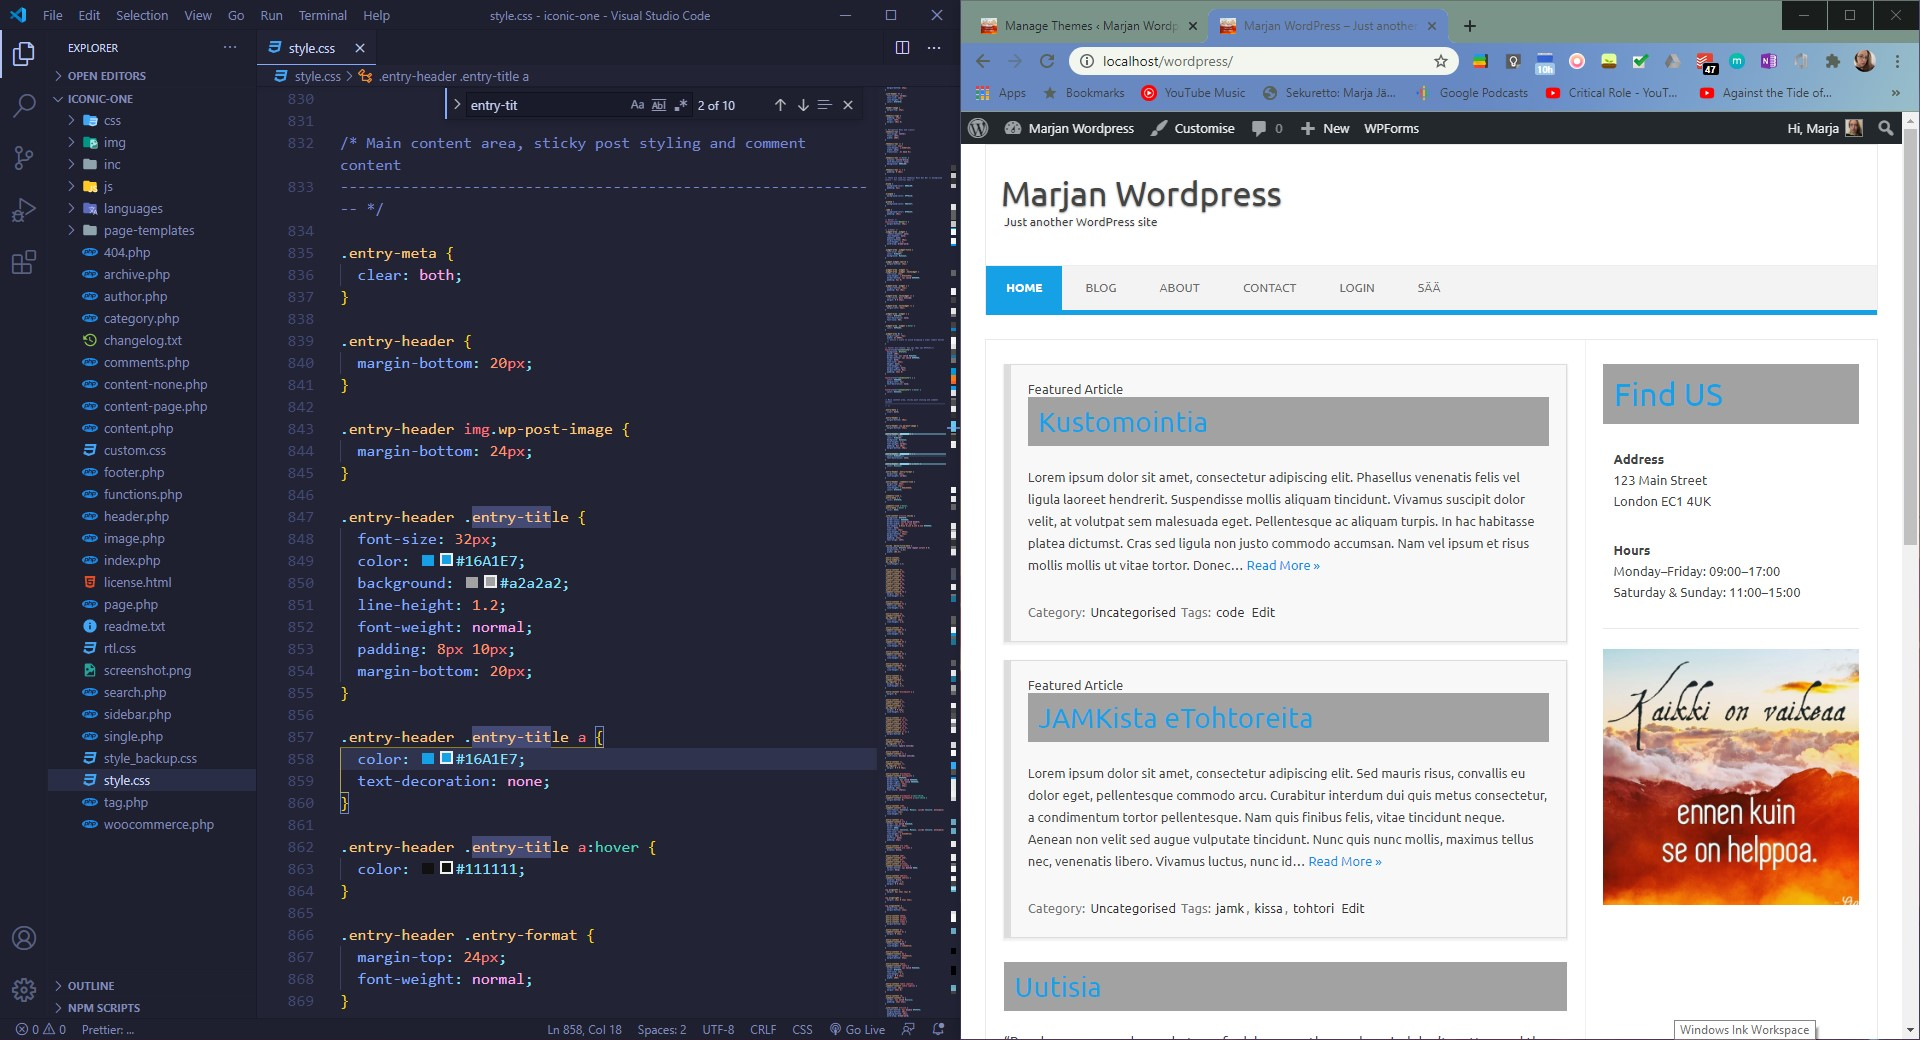 File Edit Selection View Go Run Terminal Help
style.css - iconic-one - Visual Studio Code
EXPLORER
OPEN EDITORS
ICONIC-ONE
css
img
inc
js
languages
page-templates
404.php
archive.php
author.php
category.php
changelog.txt
comments.php
content-none.php
content-page.php
content.php
custom.css
footer.php
functions.php
header.php
image.php
index.php
license.html
page.php
readme.txt
rtl.css
screenshot.png
search.php
sidebar.php
single.php
style_backup.css
style.css
tag.php
woocommerce.php
OUTLINE
NPM SCRIPTS
style.css
style.css > .entry-header .entry-title a
entry-tit Aa Abl .* 2 of 10
830
831
832 /* Main content area, sticky post styling and comment
content
833 ------------------------------------------------------------
-- */
834
835 .entry-meta {
836 clear: both;
837 }
838
839 .entry-header {
840 margin-bottom: 20px;
841 }
842
843 .entry-header img.wp-post-image {
844 margin-bottom: 24px;
845 }
846
847 .entry-header .entry-title {
848 font-size: 32px;
849 color: #16A1E7;
850 background: #a2a2a2;
851 line-height: 1.2;
852 font-weight: normal;
853 padding: 8px 10px;
854 margin-bottom: 20px;
855 }
856
857 .entry-header .entry-title a {
858 color: #16A1E7;
859 text-decoration: none;
860 }
861
862 .entry-header .entry-title a:hover {
863 color: #111111;
864 }
865
866 .entry-header .entry-format {
867 margin-top: 24px;
868 font-weight: normal;
869 }
0 0 Prettier: ... Ln 858, Col 18 Spaces: 2 UTF-8 CRLF CSS Go Live
Manage Themes ‹ Marjan Wordp
Marjan WordPress – Just another
localhost/wordpress/
10h
47
Apps Bookmarks YouTube Music Sekuretto: Marja Jä... Google Podcasts Critical Role - YouT... Against the Tide of... »
Marjan Wordpress Customise 0 New WPForms Hi, Marja
Marjan Wordpress
Just another WordPress site
HOME BLOG ABOUT CONTACT LOGIN SÄÄ
Featured Article
Kustomointia
Lorem ipsum dolor sit amet, consectetur adipiscing elit. Phasellus venenatis felis vel
ligula laoreet hendrerit. Suspendisse mollis aliquam tincidunt. Vivamus suscipit dolor
velit, at volutpat sem malesuada eget. Pellentesque ac aliquam turpis. In hac habitasse
platea dictumst. Cras sed ligula non justo commodo accumsan. Nam vel ipsum et risus
mollis mollis ut vitae tortor. Donec… Read More »
Category: Uncategorised Tags: code Edit
Featured Article
JAMKista eTohtoreita
Lorem ipsum dolor sit amet, consectetur adipiscing elit. Sed mauris risus, convallis eu
dolor eget, pellentesque commodo arcu. Curabitur interdum dui quis metus consectetur,
a condimentum tortor pellentesque. Nam quis finibus felis, vitae tincidunt neque.
Aenean non velit sed augue vulputate tincidunt. Nunc quis nunc mollis, maximus tellus
nec, venenatis libero. Vivamus luctus, nunc id… Read More »
Category: Uncategorised Tags: jamk, kissa, tohtori Edit
Uutisia
Find US
Address
123 Main Street
London EC1 4UK
Hours
Monday–Friday: 09:00–17:00
Saturday & Sunday: 11:00–15:00
Kaikki on vaikeaa
ennen kuin
se on helppoa.
Windows Ink Workspace